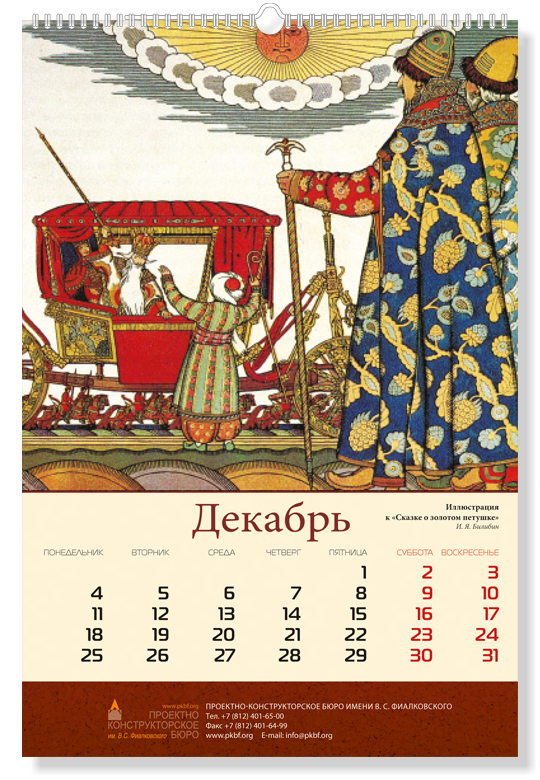 Декабрь
Иллюстрация
к «Сказке о золотом петушке»
И. Я. Билибин
ПОНЕДЕЛЬНИК ВТОРНИК СРЕДА ЧЕТВЕРГ ПЯТНИЦА СУББОТА ВОСКРЕСЕНЬЕ
1 2 3
4 5 6 7 8 9 10
11 12 13 14 15 16 17
18 19 20 21 22 23 24
25 26 27 28 29 30 31
www.pkbf.org
ПРОЕКТНО
КОНСТРУКТОРСКОЕ
им. В.С. Фиалковского БЮРО
ПРОЕКТНО-КОНСТРУКТОРСКОЕ БЮРО ИМЕНИ В. С. ФИАЛКОВСКОГО
Тел. +7 (812) 401-65-00
Факс +7 (812) 401-64-99
www.pkbf.org E-mail: info@pkbf.org